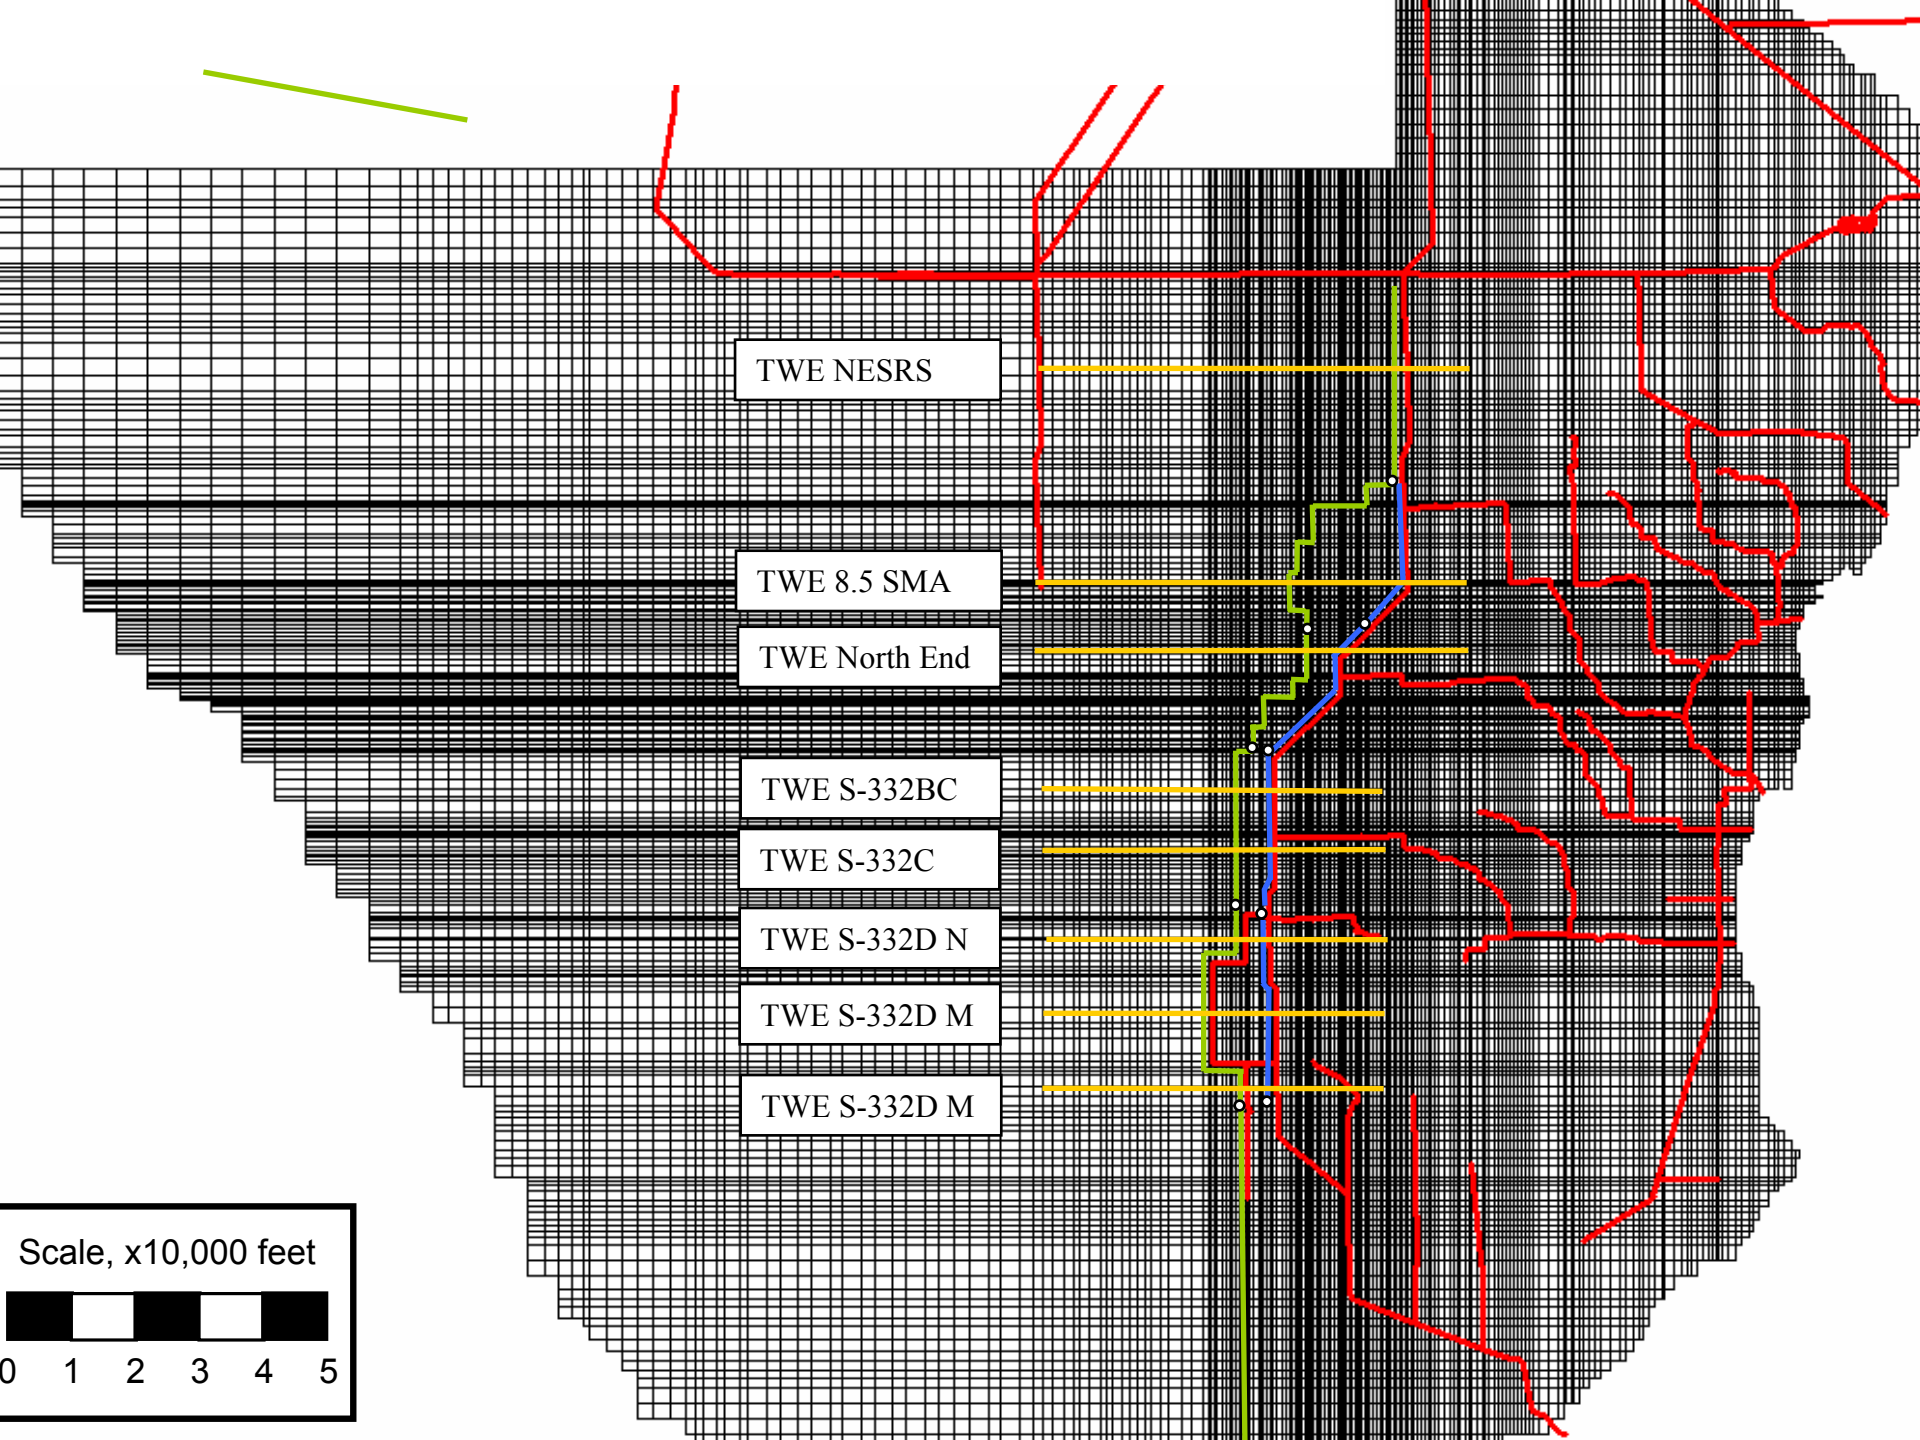 TWE NESRS
TWE 8.5 SMA
TWE North End
TWE S-332BC
TWE S-332C
TWE S-332D N
TWE S-332D M
TWE S-332D M
Scale, x10,000 feet
0 1 2 3 4 5